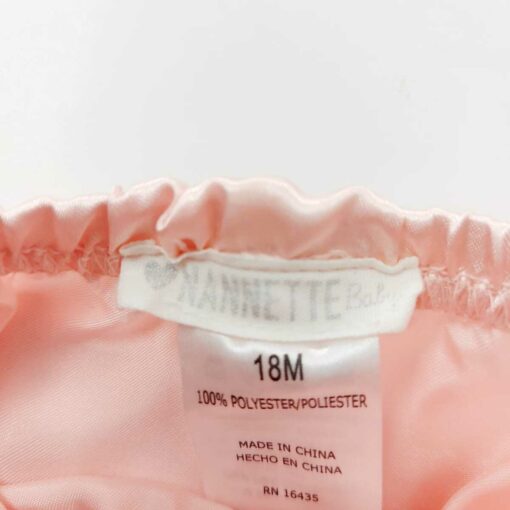 NANNETTE Baby
18M
100% POLYESTER/POLIESTER
MADE IN CHINA
HECHO EN CHINA
RN 16435